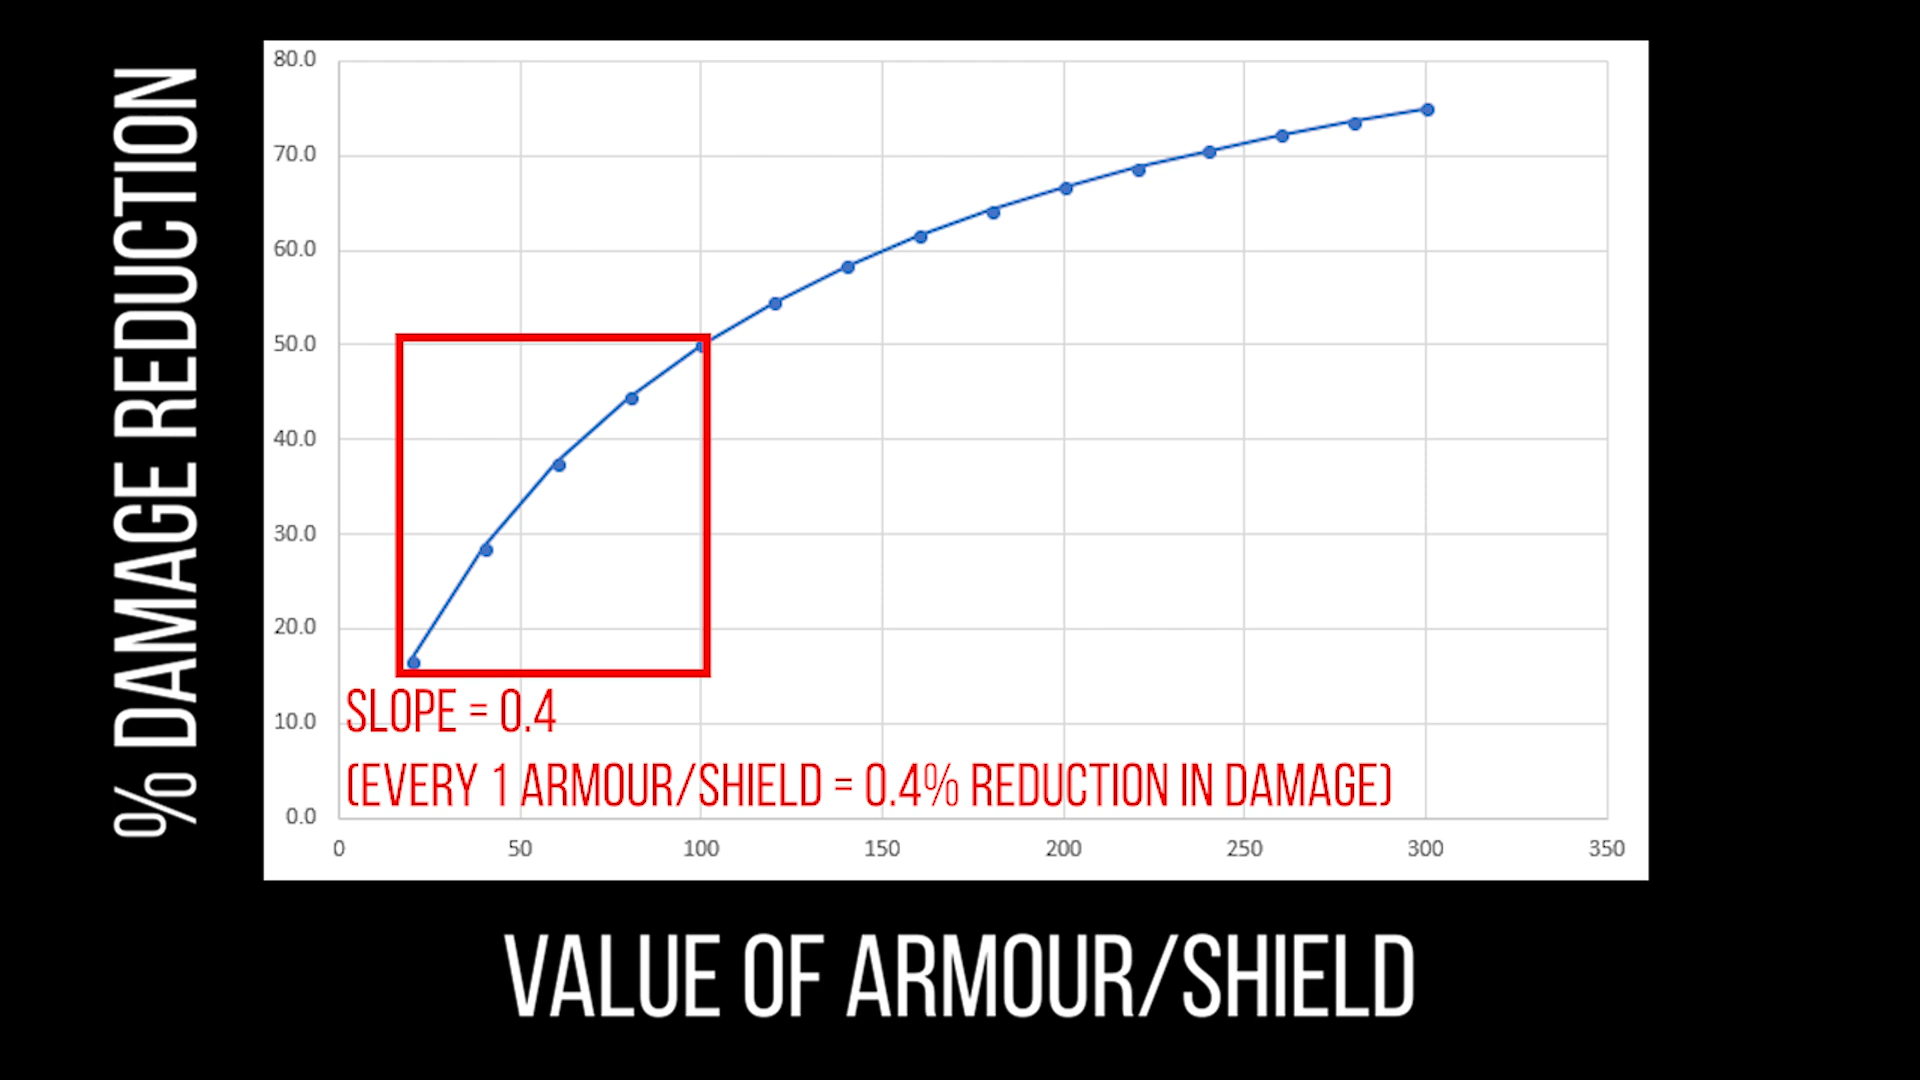 % DAMAGE REDUCTION
80.0
70.0
60.0
50.0
40.0
30.0
20.0
10.0
0.0
SLOPE = 0.4
(EVERY 1 ARMOUR/SHIELD = 0.4% REDUCTION IN DAMAGE)
0 50 100 150 200 250 300 350
VALUE OF ARMOUR/SHIELD